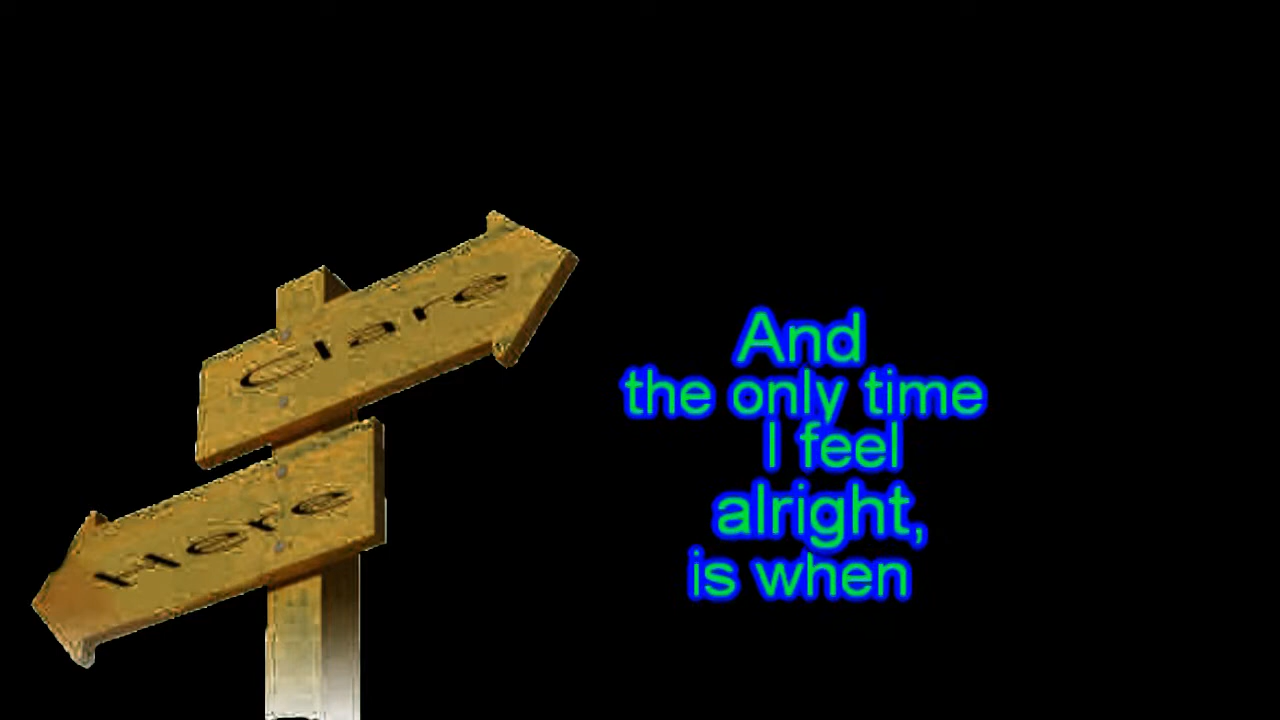 Clare
Here
And
the only time
I feel
alright,
is when